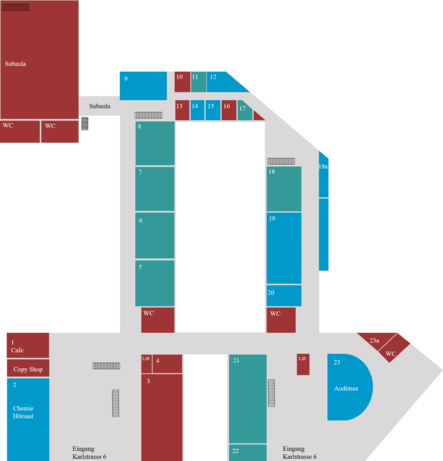 Subaula
WC
WC
Subaula
9
10
11
12
13
14
15
16
17
8
7
6
5
WC
18
19a
19
20
WC
1
Cafe
Copy Shop
2
Chemie
Hörsaal
Lift
4
3
21
22
Lift
23
Audimax
23a
WC
Eingang
Karlstrasse 6
Eingang
Karlstrasse 6